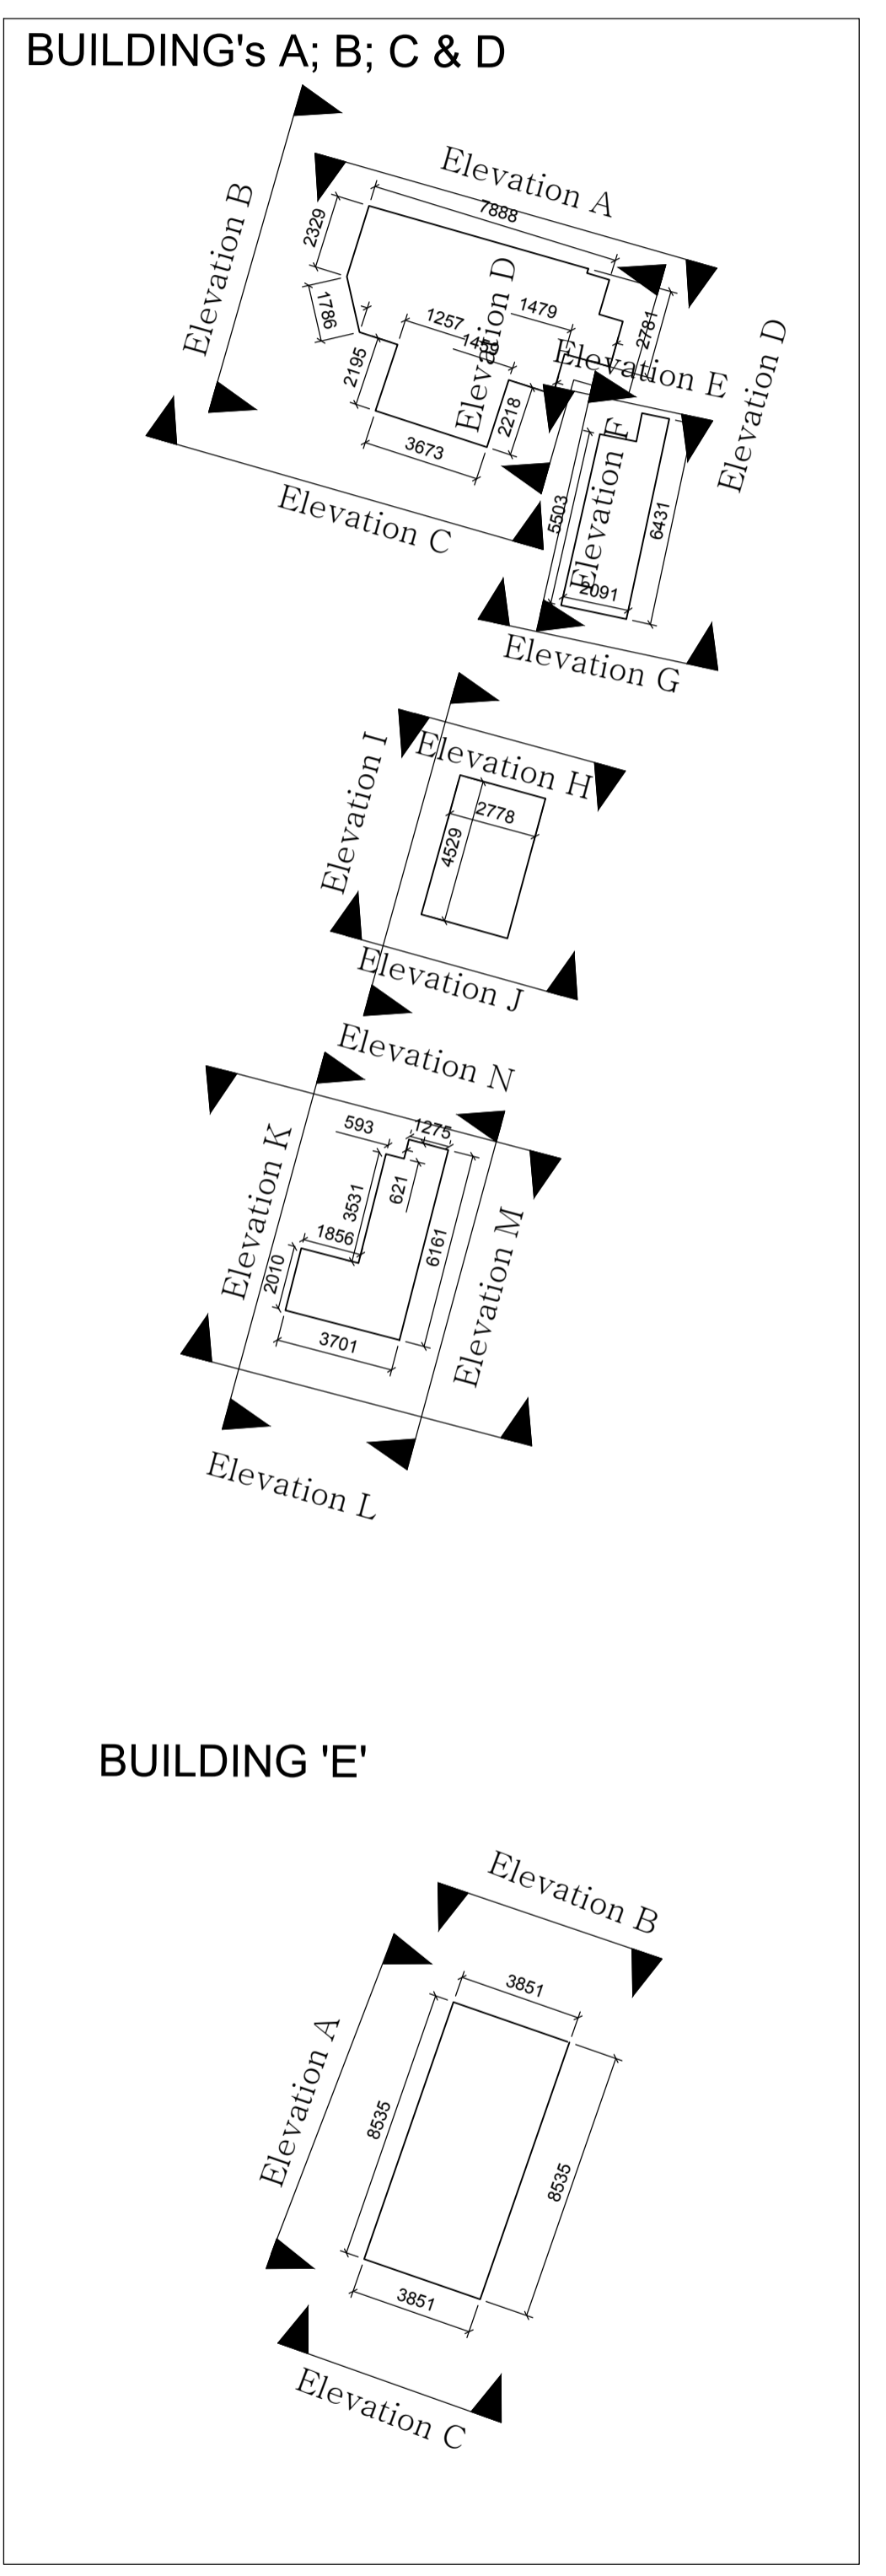 BUILDING's A; B; C & D
Elevation A
7888
Elevation B
2329
1786
2195
1257
1479
Elevation D
2781
Elevation E
Elevation D
2218
3673
Elevation C
5503
Elevation F
6431
2091
Elevation G
Elevation I
Elevation H
2778
4529
Elevation J
Elevation N
593
1275
Elevation K
3531
621
1856
2010
6161
Elevation M
3701
Elevation L
BUILDING 'E'
Elevation B
3851
Elevation A
8535
8535
3851
Elevation C